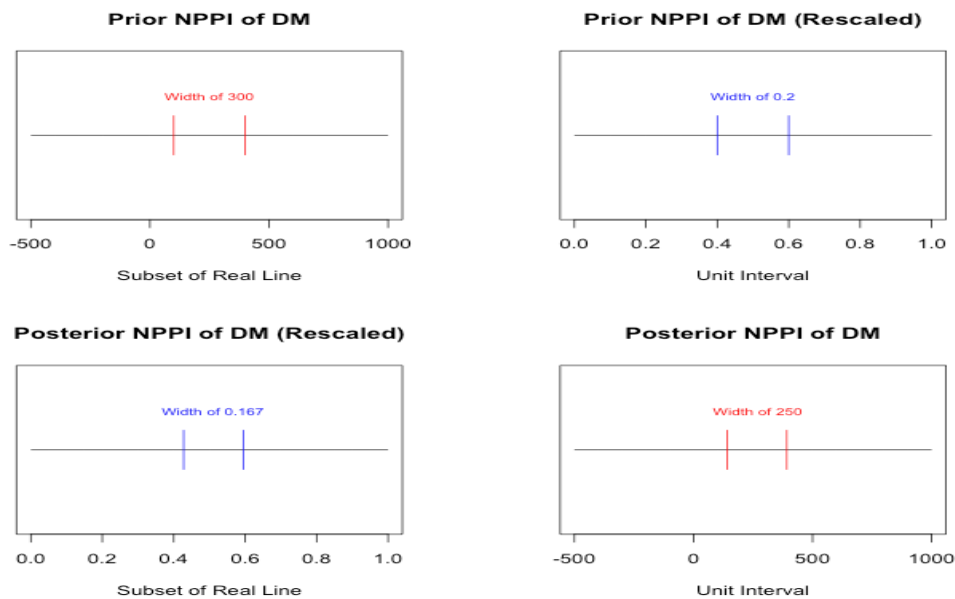 Prior NPPI of DM
Width of 300
-500 0 500 1000
Subset of Real Line
Prior NPPI of DM (Rescaled)
Width of 0.2
0.0 0.2 0.4 0.6 0.8 1.0
Unit Interval
Posterior NPPI of DM (Rescaled)
Width of 0.167
0.0 0.2 0.4 0.6 0.8 1.0
Subset of Real Line
Posterior NPPI of DM
Width of 250
-500 0 500 1000
Unit Interval